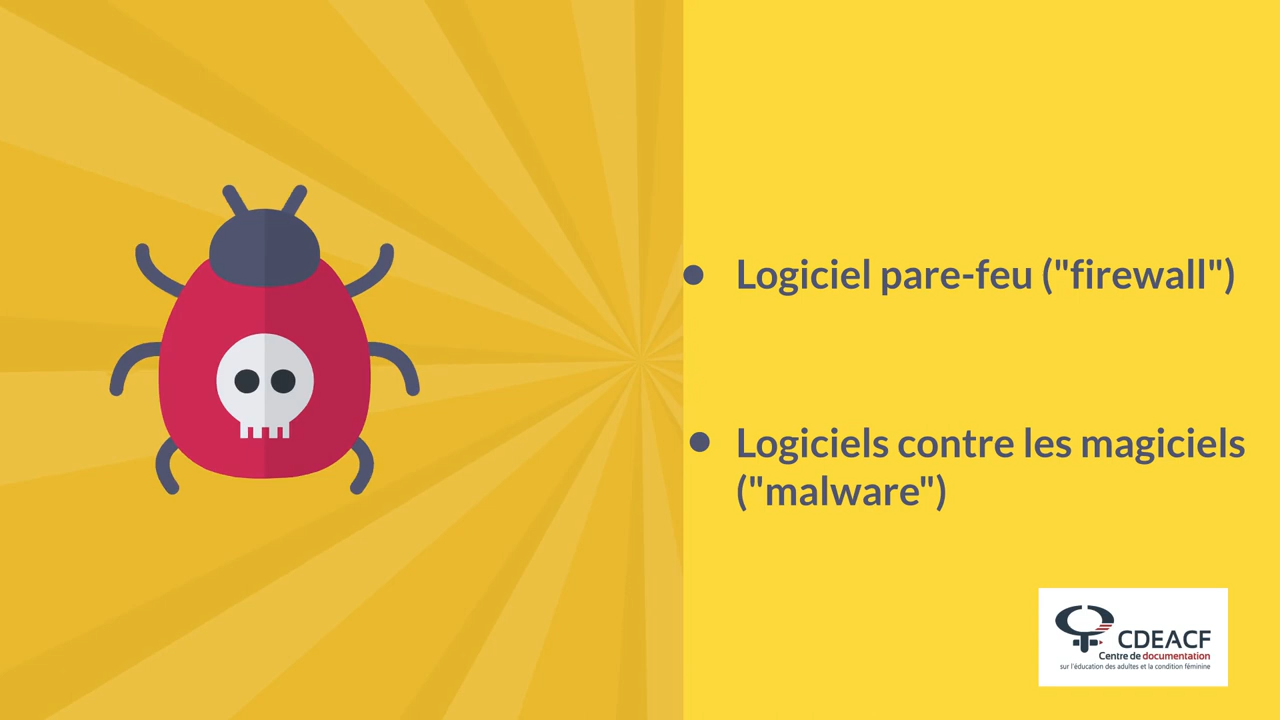 Logiciel pare-feu ("firewall")
Logiciels contre les magiciels
("malware")
CDEACF
Centre de documentation
sur l'éducation des adultes et la condition féminine